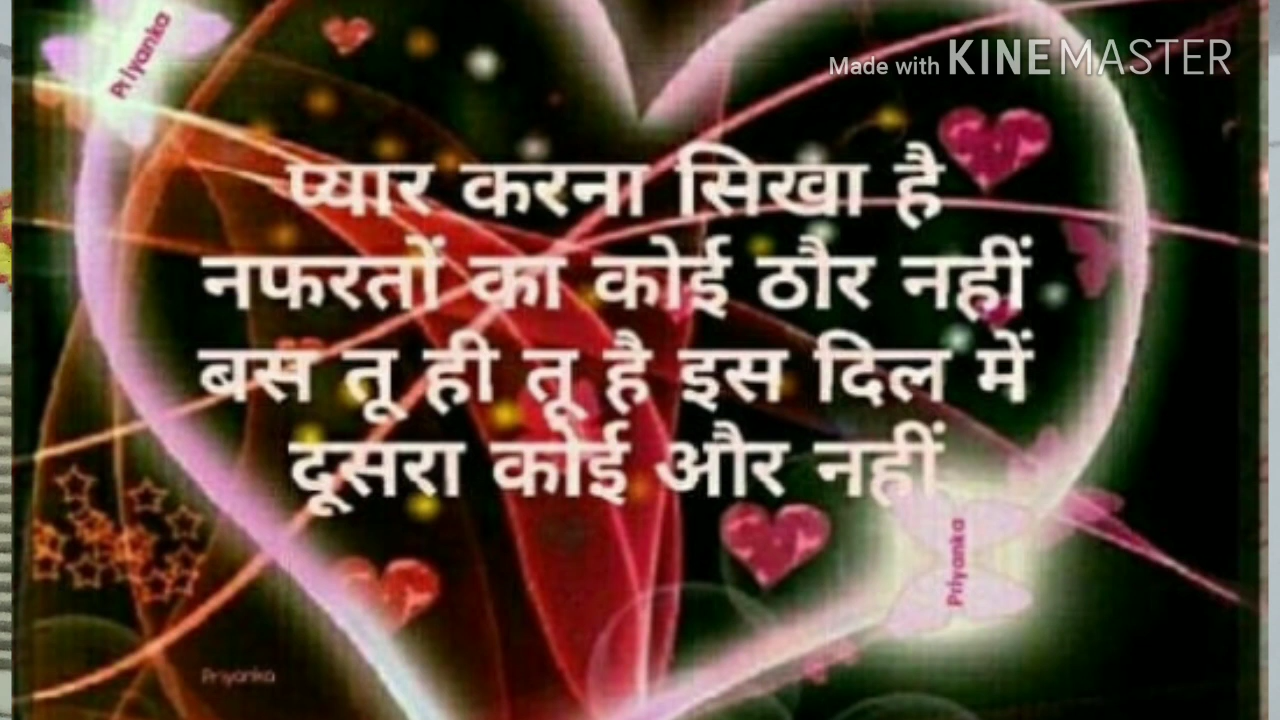 Priyanka
Made with KINEMASTER
प्यार करना सिखा है
नफरतों का कोई ठौर नहीं
बस तू ही तू है इस दिल में
दूसरा कोई और नहीं
Priyanka
Priyanka